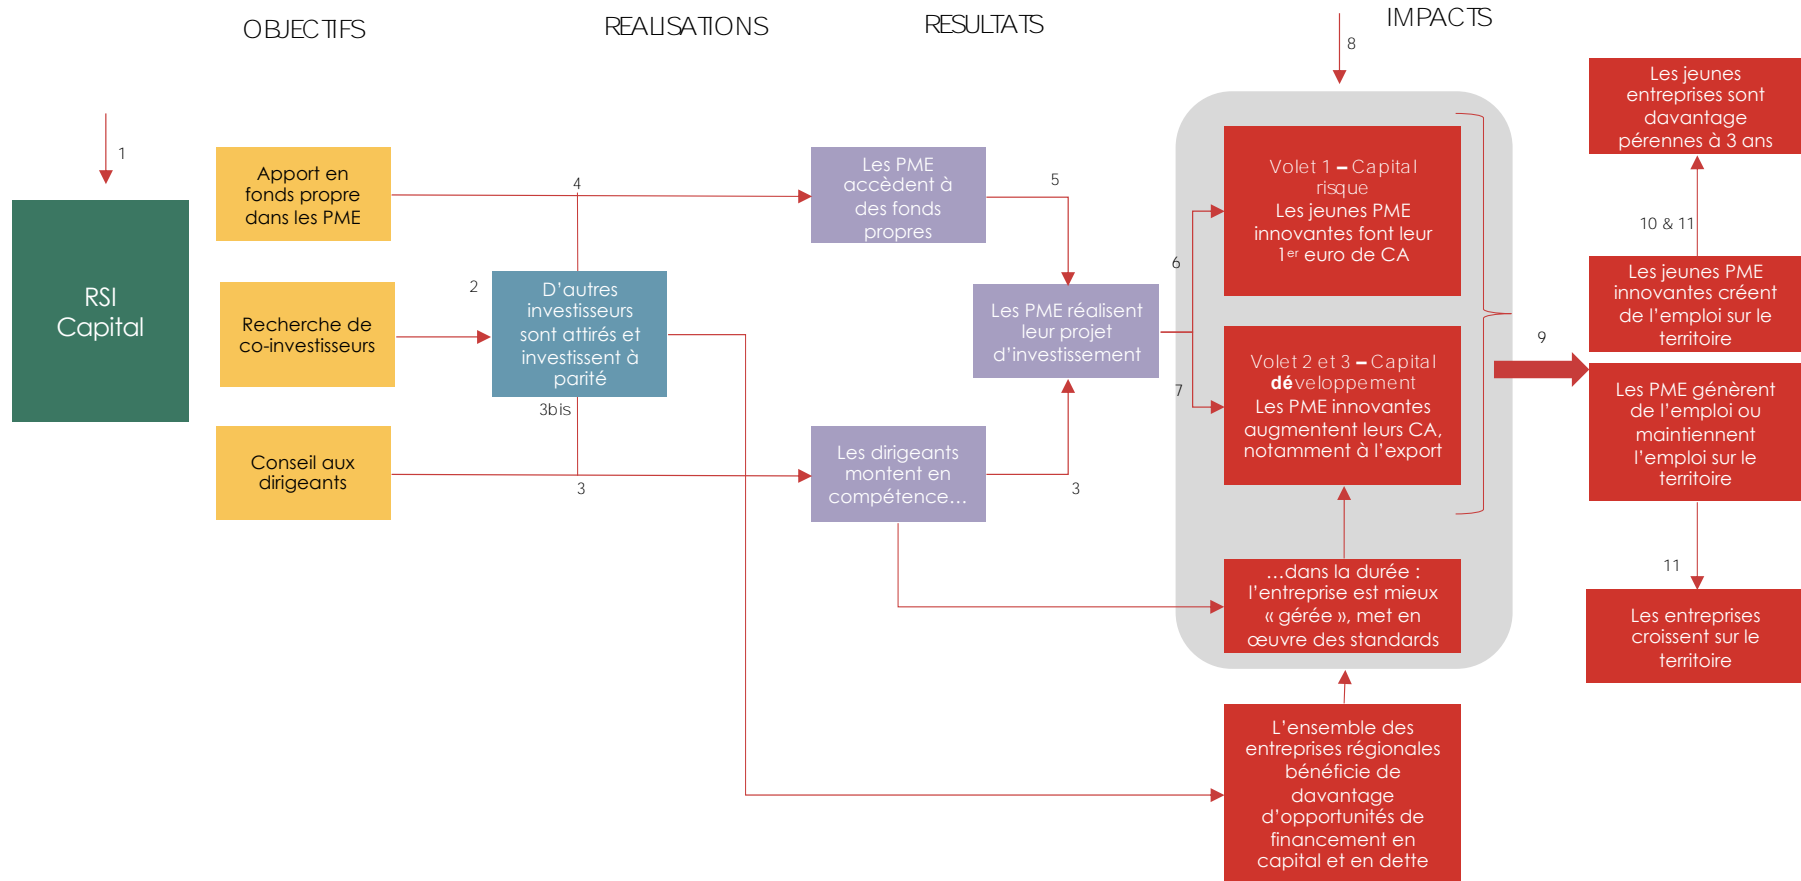 OBJECTIFS
REALISATIONS
RESULTATS
IMPACTS
1
RSI
Capital
Apport en
fonds propre
dans les PME
Recherche de
co-investisseurs
Conseil aux
dirigeants
4
2
D’autres
investisseurs
sont attirés et
investissent à
parité
3bis
3
Les PME
accèdent à
des fonds
propres
5
Les PME réalisent
leur projet
d’investissement
Les dirigeants
montent en
compétence...
3
6
7
8
Volet 1 – Capital
risque
Les jeunes PME
innovantes font leur
1er euro de CA
Volet 2 et 3 – Capital
développement
Les PME innovantes
augmentent leurs CA,
notamment à l’export
...dans la durée :
l’entreprise est mieux
« gérée », met en
œuvre des standards
L’ensemble des
entreprises régionales
bénéficie de
davantage
d’opportunités de
financement en
capital et en dette
9
Les jeunes
entreprises sont
davantage
pérennes à 3 ans
10 & 11
Les jeunes PME
innovantes créent
de l’emploi sur le
territoire
Les PME génèrent
de l’emploi ou
maintiennent
l’emploi sur le
territoire
11
Les entreprises
croissent sur le
territoire